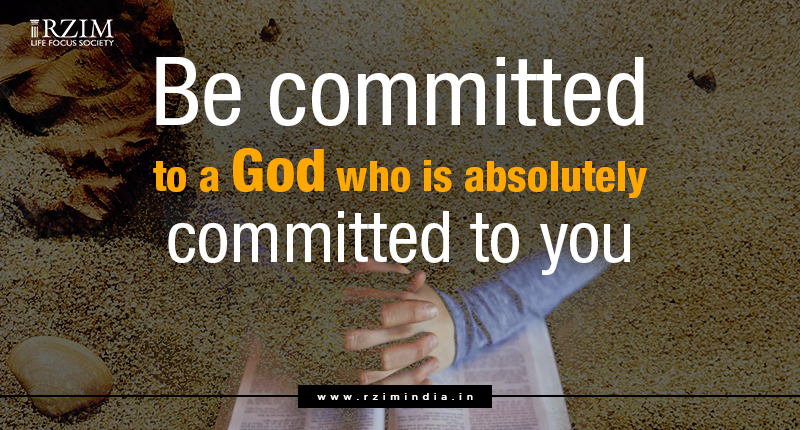 RZIM
LIFE FOCUS SOCIETY
Be committed
to a God who is absolutely
committed to you
www.rzimindia.in